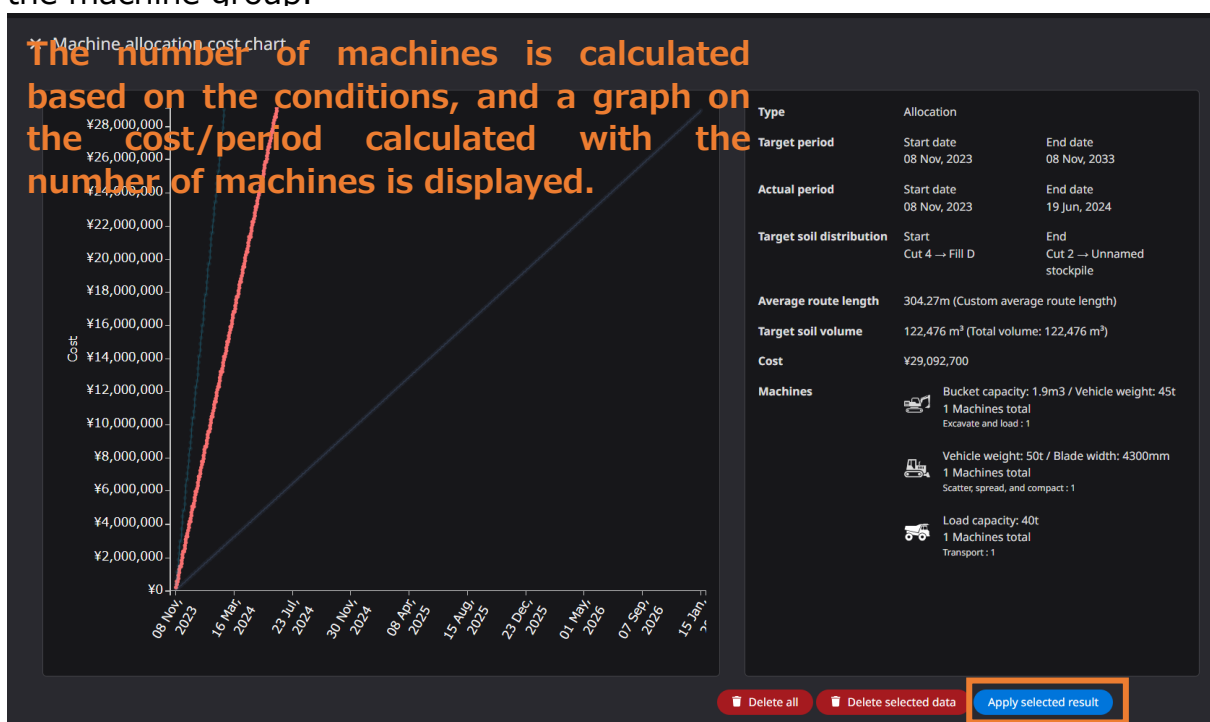 the machine group.
× Machine allocation cost chart
The number of machines is calculated
based on the conditions, and a graph on
the cost/period calculated with the
number of machines is displayed.
¥28,000,000
¥26,000,000
¥24,000,000
¥22,000,000
¥20,000,000
¥18,000,000
¥16,000,000
¥14,000,000
¥12,000,000
¥10,000,000
¥8,000,000
¥6,000,000
¥4,000,000
¥2,000,000
¥0
Cost
08 Nov, 2023
16 Mar, 2024
23 Jul, 2024
30 Nov, 2024
08 Apr, 2025
15 Aug, 2025
23 Dec, 2025
01 May, 2026
07 Sep, 2026
15 Jan,
Type Allocation
Target period Start date End date
08 Nov, 2023 08 Nov, 2033
Actual period Start date End date
08 Nov, 2023 19 Jun, 2024
Target soil distribution Start End
Cut 4 → Fill D Cut 2 → Unnamed
stockpile
Average route length 304.27m (Custom average route length)
Target soil volume 122,476 m³ (Total volume: 122,476 m³)
Cost ¥29,092,700
Machines Bucket capacity: 1.9m3 / Vehicle weight: 45t
1 Machines total
Excavate and load : 1
Vehicle weight: 50t / Blade width: 4300mm
1 Machines total
Scatter, spread, and compact : 1
Load capacity: 40t
1 Machines total
Transport : 1
Delete all Delete selected data Apply selected result